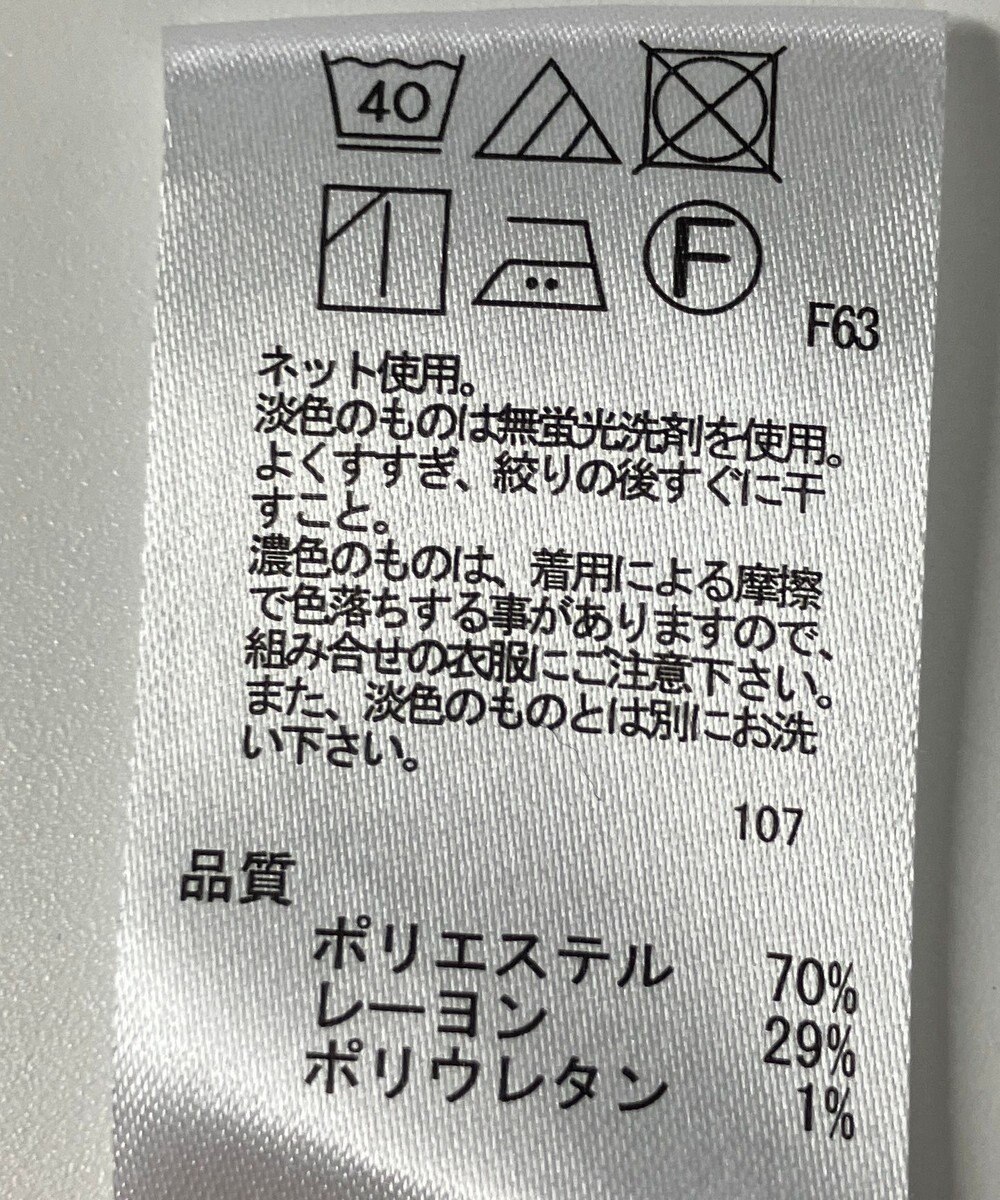 40
F
F63
ネット使用。
淡色のものは無蛍光洗剤を使用。
よくすすぎ、絞りの後すぐに干
すこと。
濃色のものは、着用による摩擦
で色落ちする事がありますので、
組み合せの衣服にご注意下さい。
また、淡色のものとは別にお洗
い下さい。
107
品質
ポリエステル 70%
レーヨン 29%
ポリウレタン 1%